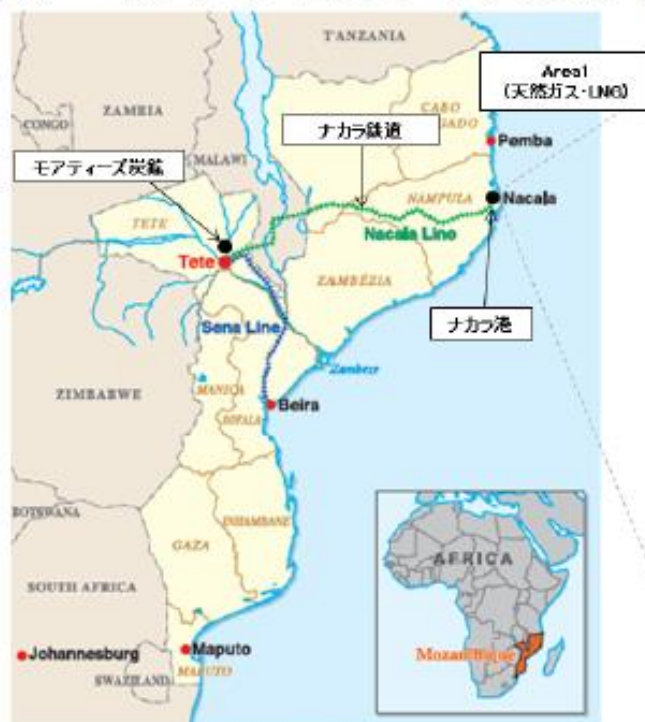 TANZANIA
Area1
(天然ガス・LNG)
ZAMBIA
CONGO
ナカラ鉄道
CABO
DELGADO
Pemba
MALAWI
モアティーズ炭鉱
NAMPULA
Nacala
TETE
Nacala Line
Tete
ZAMBÉZIA
Sena Line
ナカラ港
Zambeze
ZIMBABWE
MANICA
Beira
SOFALA
BOTSWANA
INHAMBANE
GAZA
AFRICA
SOUTH AFRICA
Johannesburg
Maputo
Mozambique
MAPUTO
SWAZILAND